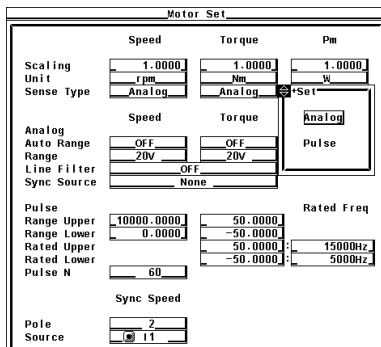 Motor Set
Speed Torque Pm
Scaling 1.0000 1.0000 1.0000
Unit rpm Nm W
Sense Type Analog Analog +Set
Analog
Pulse
Speed Torque
Analog
Auto Range OFF OFF
Range 20V 20V
Line Filter OFF
Sync Source None
Pulse Rated Freq
Range Upper 10000.0000 50.0000
Range Lower 0.0000 -50.0000
Rated Upper 50.0000 : 15000Hz
Rated Lower -50.0000 : 5000Hz
Pulse N 60
Sync Speed
Pole 2
Source I1